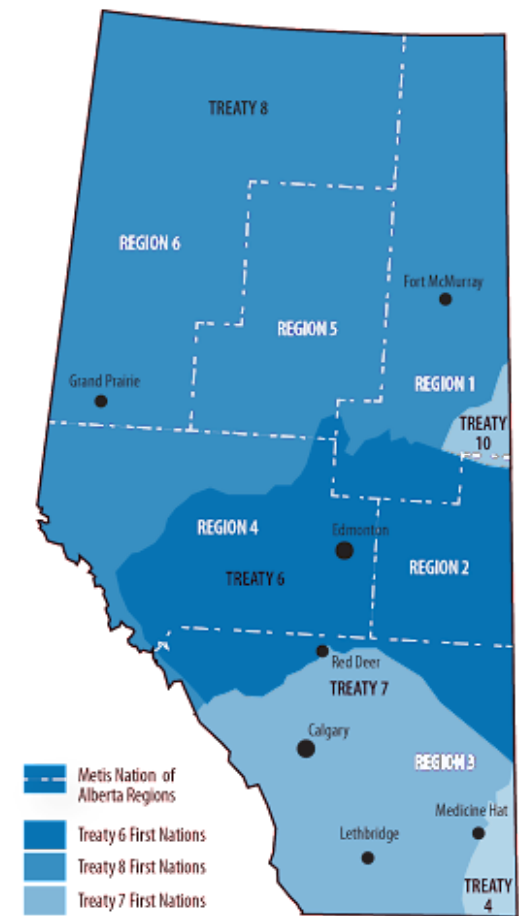 TREATY 8
REGION 6
Fort McMurray
REGION 5
Grand Prairie
REGION 1
TREATY
10
REGION 4
Edmonton
REGION 2
TREATY 6
Red Deer
TREATY 7
Calgary
REGION 3
Medicine Hat
Lethbridge
TREATY
4
Metis Nation of
Alberta Regions
Treaty 6 First Nations
Treaty 8 First Nations
Treaty 7 First Nations